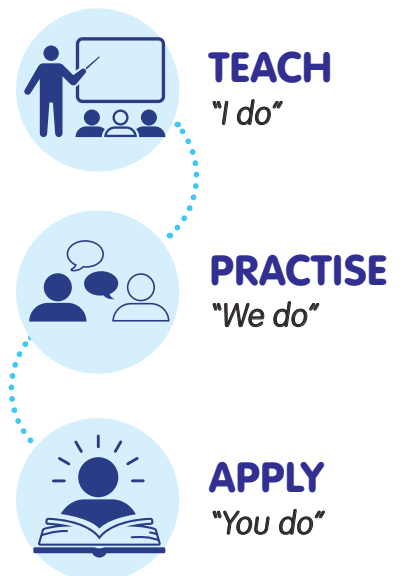 TEACH
“I do”
PRACTISE
“We do”
APPLY
“You do”